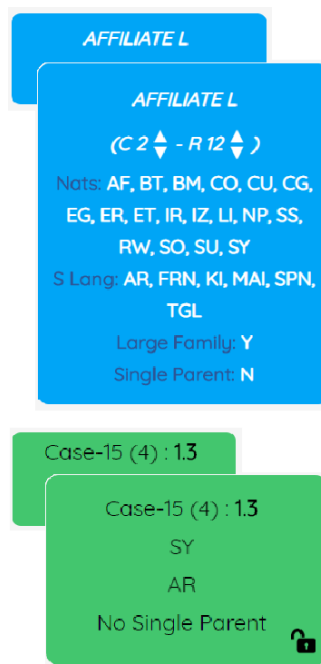 AFFILIATE L
AFFILIATE L
(C 2 - R 12 )
Nats: AF, BT, BM, CO, CU, CG,
EG, ER, ET, IR, IZ, LI, NP, SS,
RW, SO, SU, SY
S Lang: AR, FRN, KI, MAI, SPN,
TGL
Large Family: Y
Single Parent: N
Case-15 (4) : 1.3
Case-15 (4) : 1.3
SY
AR
No Single Parent